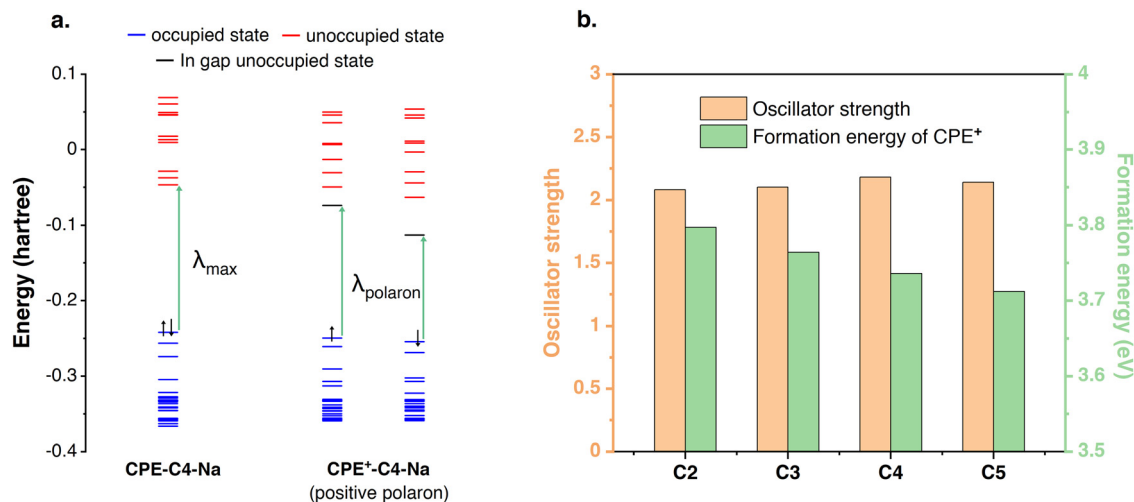 a.
occupied state
unoccupied state
In gap unoccupied state
Energy (hartree)
0.1
0
-0.1
-0.2
-0.3
-0.4
λmax
λpolaron
CPE-C4-Na
CPE⁺-C4-Na
(positive polaron)
b.
Oscillator strength
Formation energy of CPE⁺
Oscillator strength
3
2.5
2
1.5
1
0.5
0
4
3.9
3.8
3.7
3.6
3.5
Formation energy (eV)
C2
C3
C4
C5